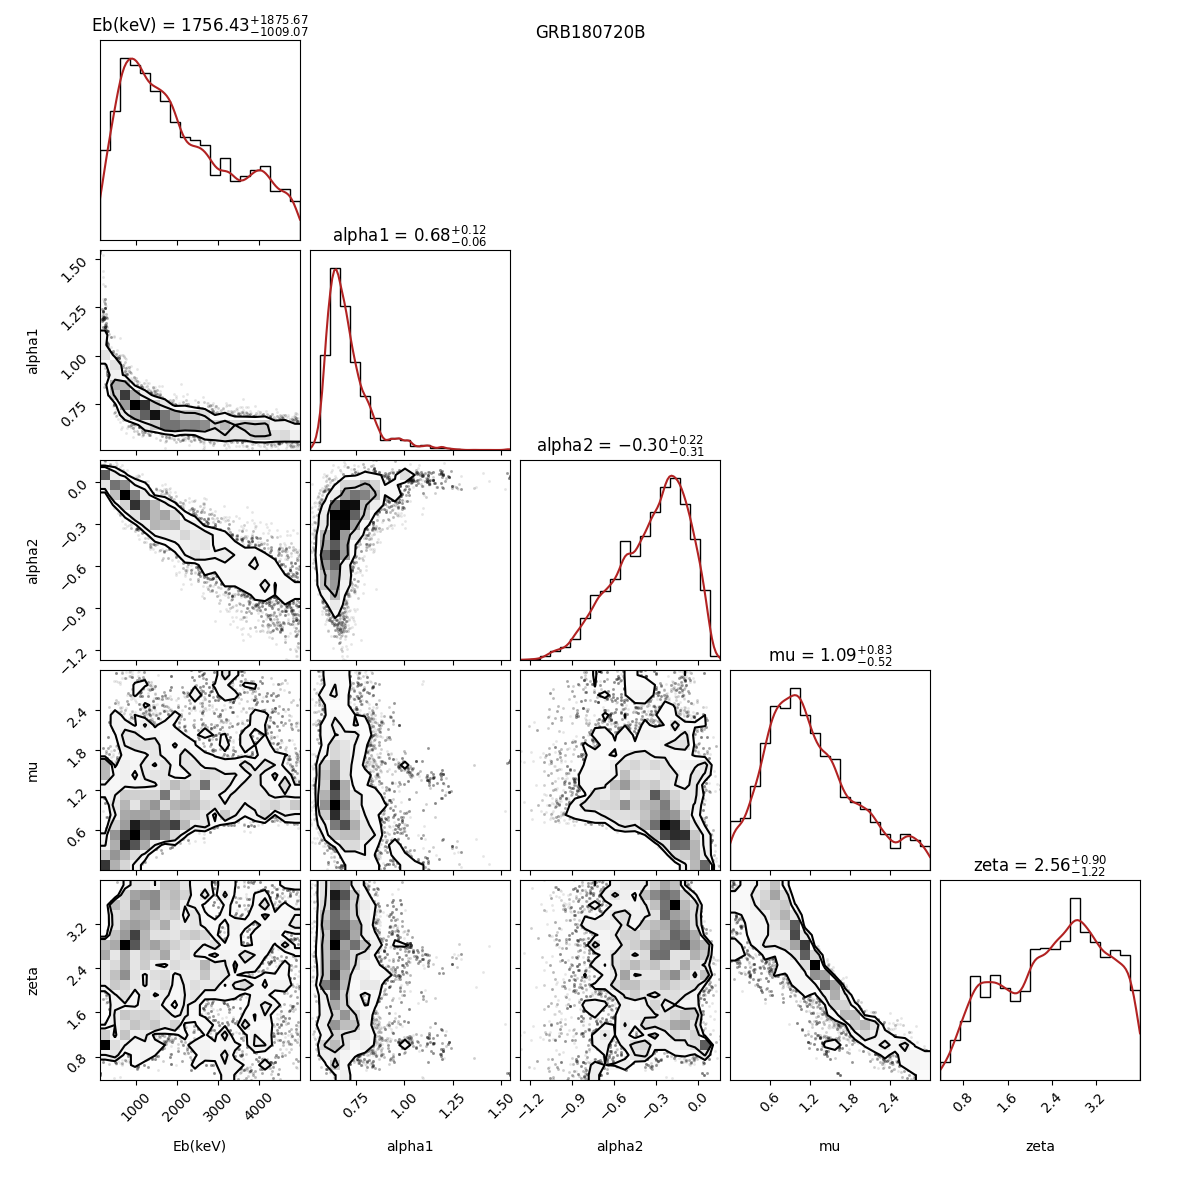 Eb(keV) = 1756.43+1875.67−1009.07
GRB180720B
alpha1 = 0.68+0.12−0.06
1.50
1.25
1.00
0.75
alpha1
alpha2 = −0.30+0.22−0.31
0.0
−0.3
−0.6
−0.9
−1.2
alpha2
mu = 1.09+0.83−0.52
2.4
1.8
1.2
0.6
mu
zeta = 2.56+0.90−1.22
3.2
2.4
1.6
0.8
zeta
1000 2000 3000 4000 0.75 1.00 1.25 1.50 −1.2 −0.9 −0.6 −0.3 0.0 0.6 1.2 1.8 2.4 0.8 1.6 2.4 3.2
Eb(keV) alpha1 alpha2 mu zeta